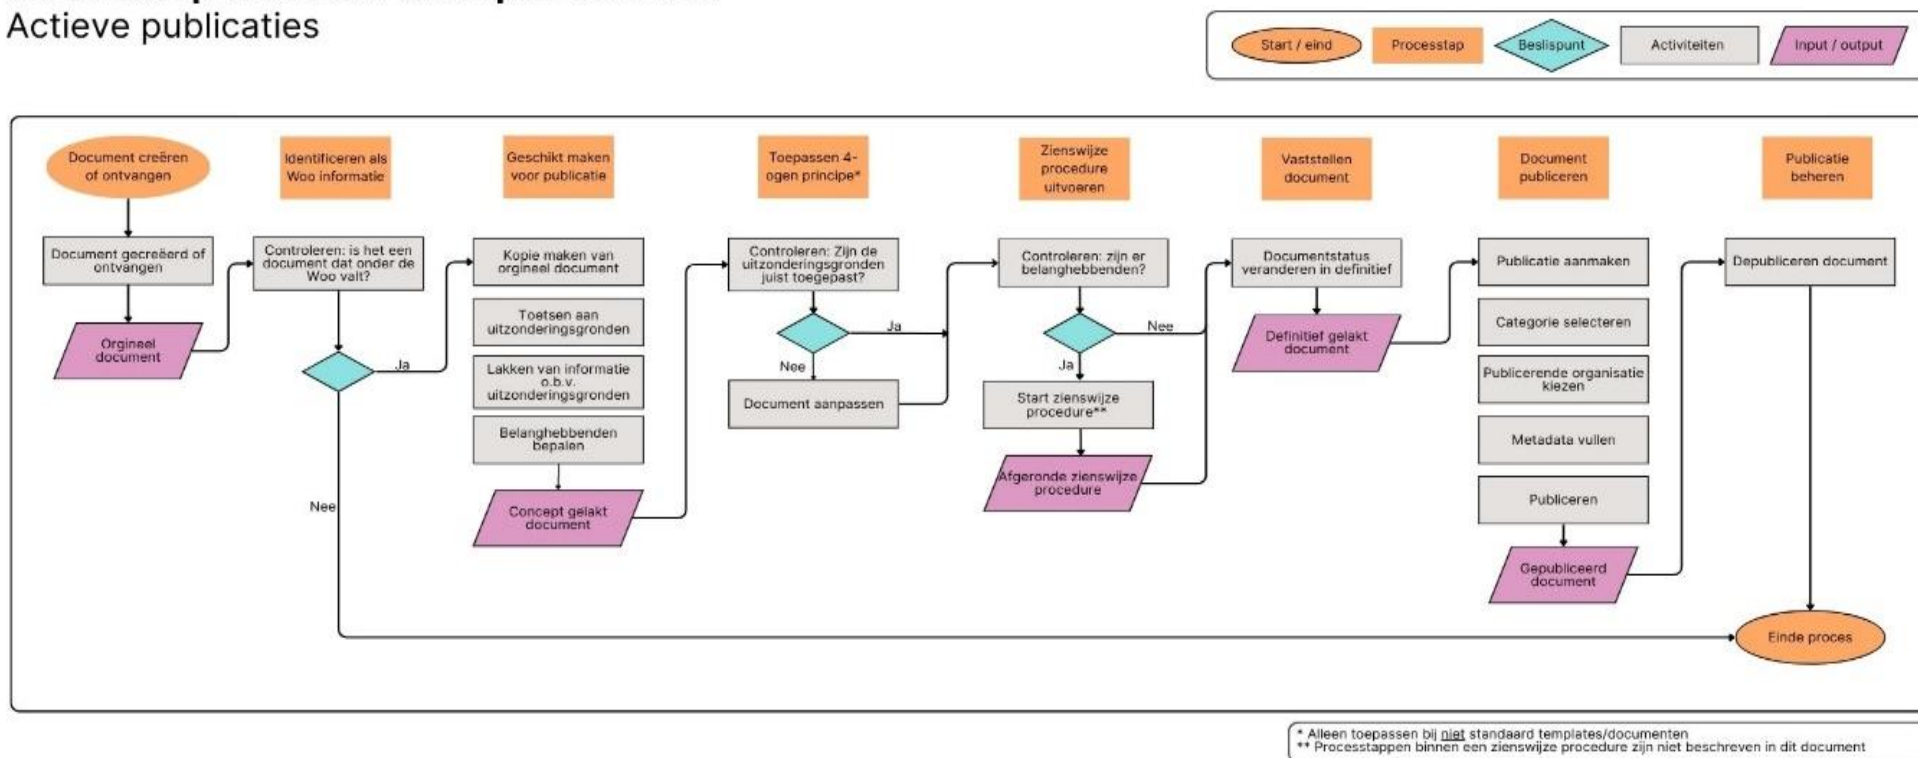 Actieve publicaties
Start / eind
Processtap
Beslispunt
Activiteiten
Input / output
Document creëren
of ontvangen
Identificeren als
Woo informatie
Geschikt maken
voor publicatie
Toepassen 4-
ogen principe*
Zienswijze
procedure
uitvoeren
Vaststellen
document
Document
publiceren
Publicatie
beheren
Document gecreëerd of
ontvangen
Orgineel
document
Controleren: is het een
document dat onder de
Woo valt?
Ja
Nee
Kopie maken van
orgineel document
Toetsen aan
uitzonderingsgronden
Lakken van informatie
o.b.v.
uitzonderingsgronden
Belanghebbenden
bepalen
Concept gelakt
document
Controleren: Zijn de
uitzonderingsgronden
juist toegepast?
Ja
Nee
Document aanpassen
Controleren: zijn er
belanghebbenden?
Nee
Ja
Start zienswijze
procedure**
Afgeronde zienswijze
procedure
Documentstatus
veranderen in definitief
Definitief gelakt
document
Publicatie aanmaken
Categorie selecteren
Publicerende organisatie
kiezen
Metadata vullen
Publiceren
Gepubliceerd
document
Depubliceren document
Einde proces
* Alleen toepassen bij niet standaard templates/documenten
** Processtappen binnen een zienswijze procedure zijn niet beschreven in dit document